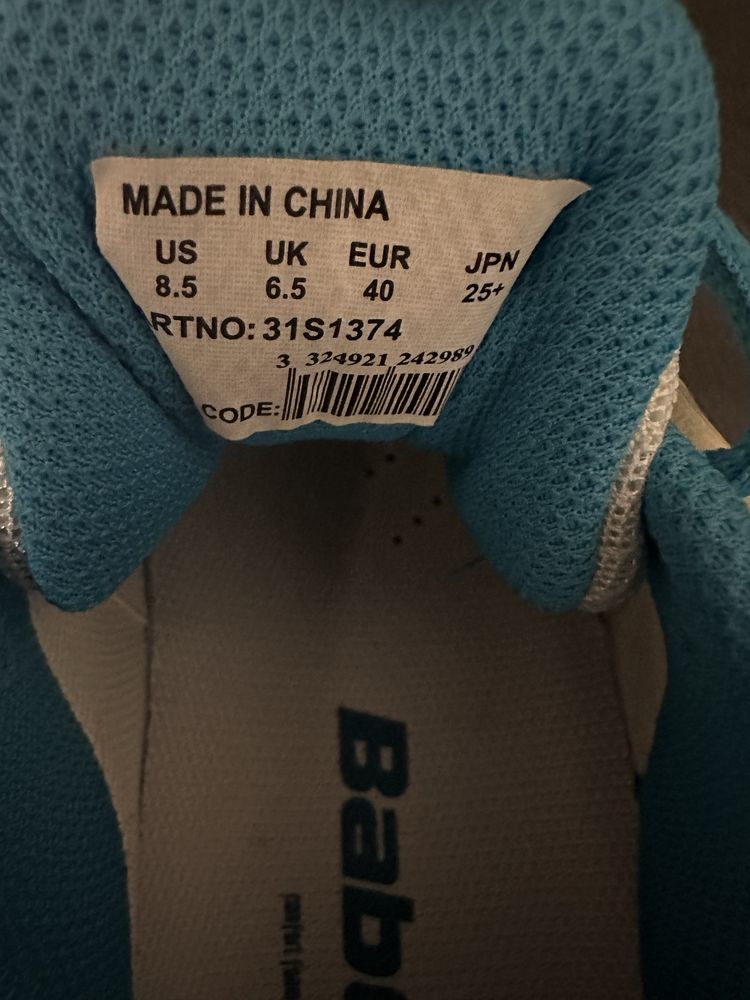 MADE IN CHINA
US UK EUR JPN
8.5 6.5 40 25+
RTNO: 31S1374
3 324921 242989
CODE:
Babo